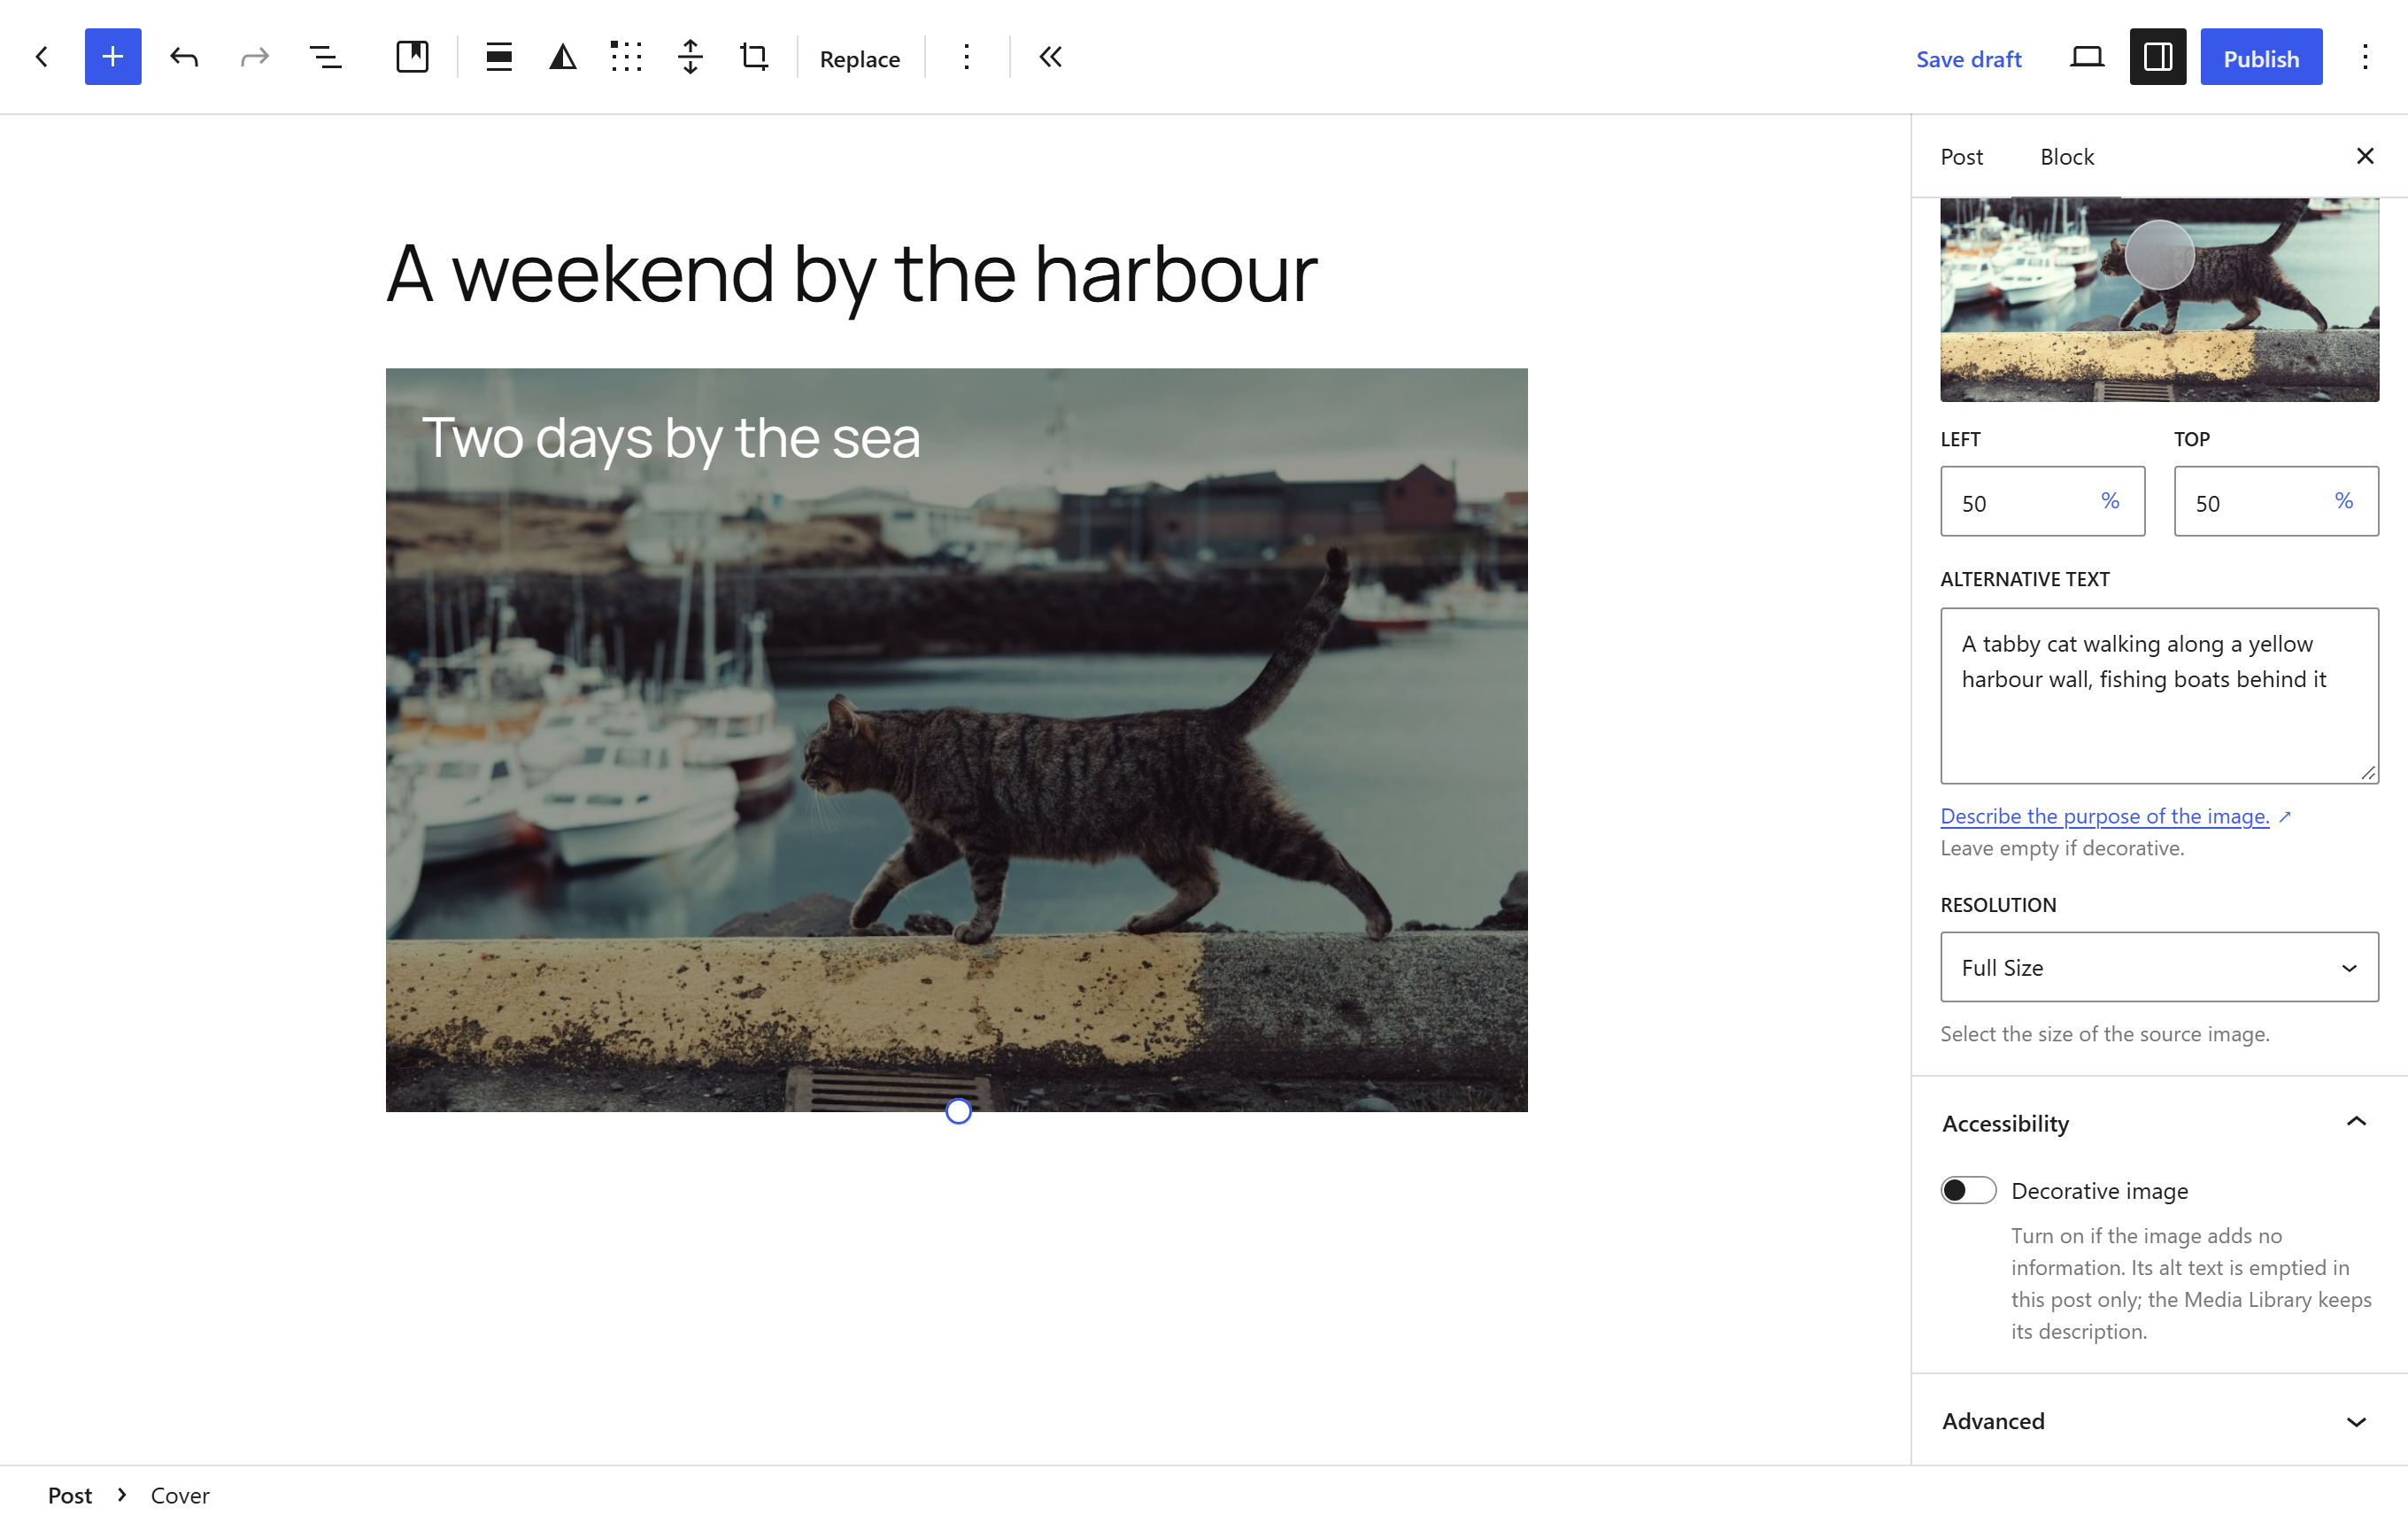 Replace
Save draft
Publish
Post
Block
A weekend by the harbour
Two days by the sea
LEFT
TOP
50
%
50
%
ALTERNATIVE TEXT
A tabby cat walking along a yellow
harbour wall, fishing boats behind it
Describe the purpose of the image. ↗
Leave empty if decorative.
RESOLUTION
Full Size
Select the size of the source image.
Accessibility
Decorative image
Turn on if the image adds no
information. Its alt text is emptied in
this post only; the Media Library keeps
its description.
Advanced
Post
Cover